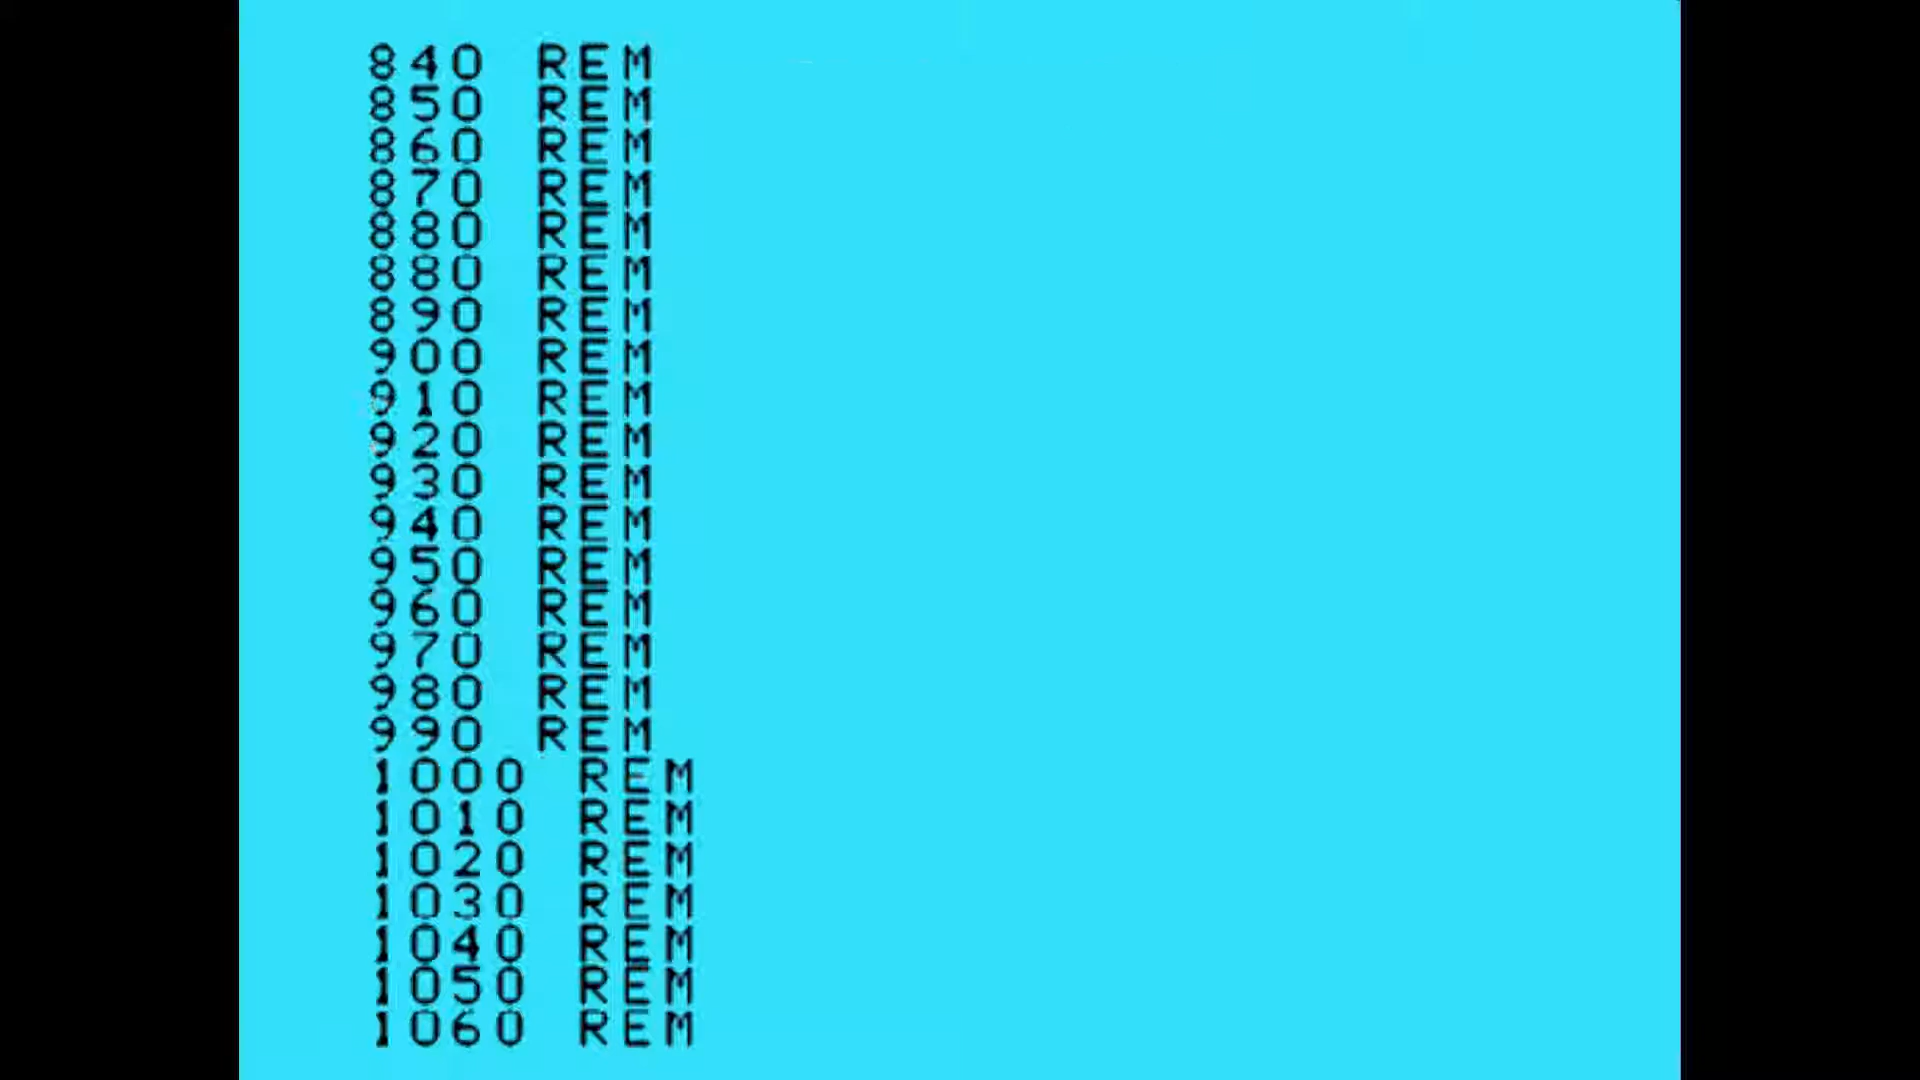 840 REM
850 REM
860 REM
870 REM
880 REM
880 REM
890 REM
900 REM
910 REM
920 REM
930 REM
940 REM
950 REM
960 REM
970 REM
980 REM
990 REM
1000 REM
1010 REM
1020 REM
1030 REM
1040 REM
1050 REM
1060 REM